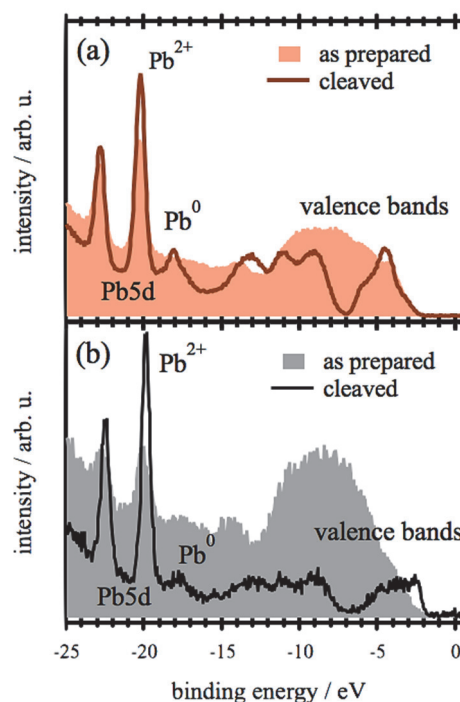 (a)
Pb2+
as prepared
cleaved
Pb0
valence bands
Pb5d
intensity / arb. u.
(b)
Pb2+
as prepared
cleaved
Pb0
valence bands
Pb5d
intensity / arb. u.
-25 -20 -15 -10 -5 0
binding energy / eV